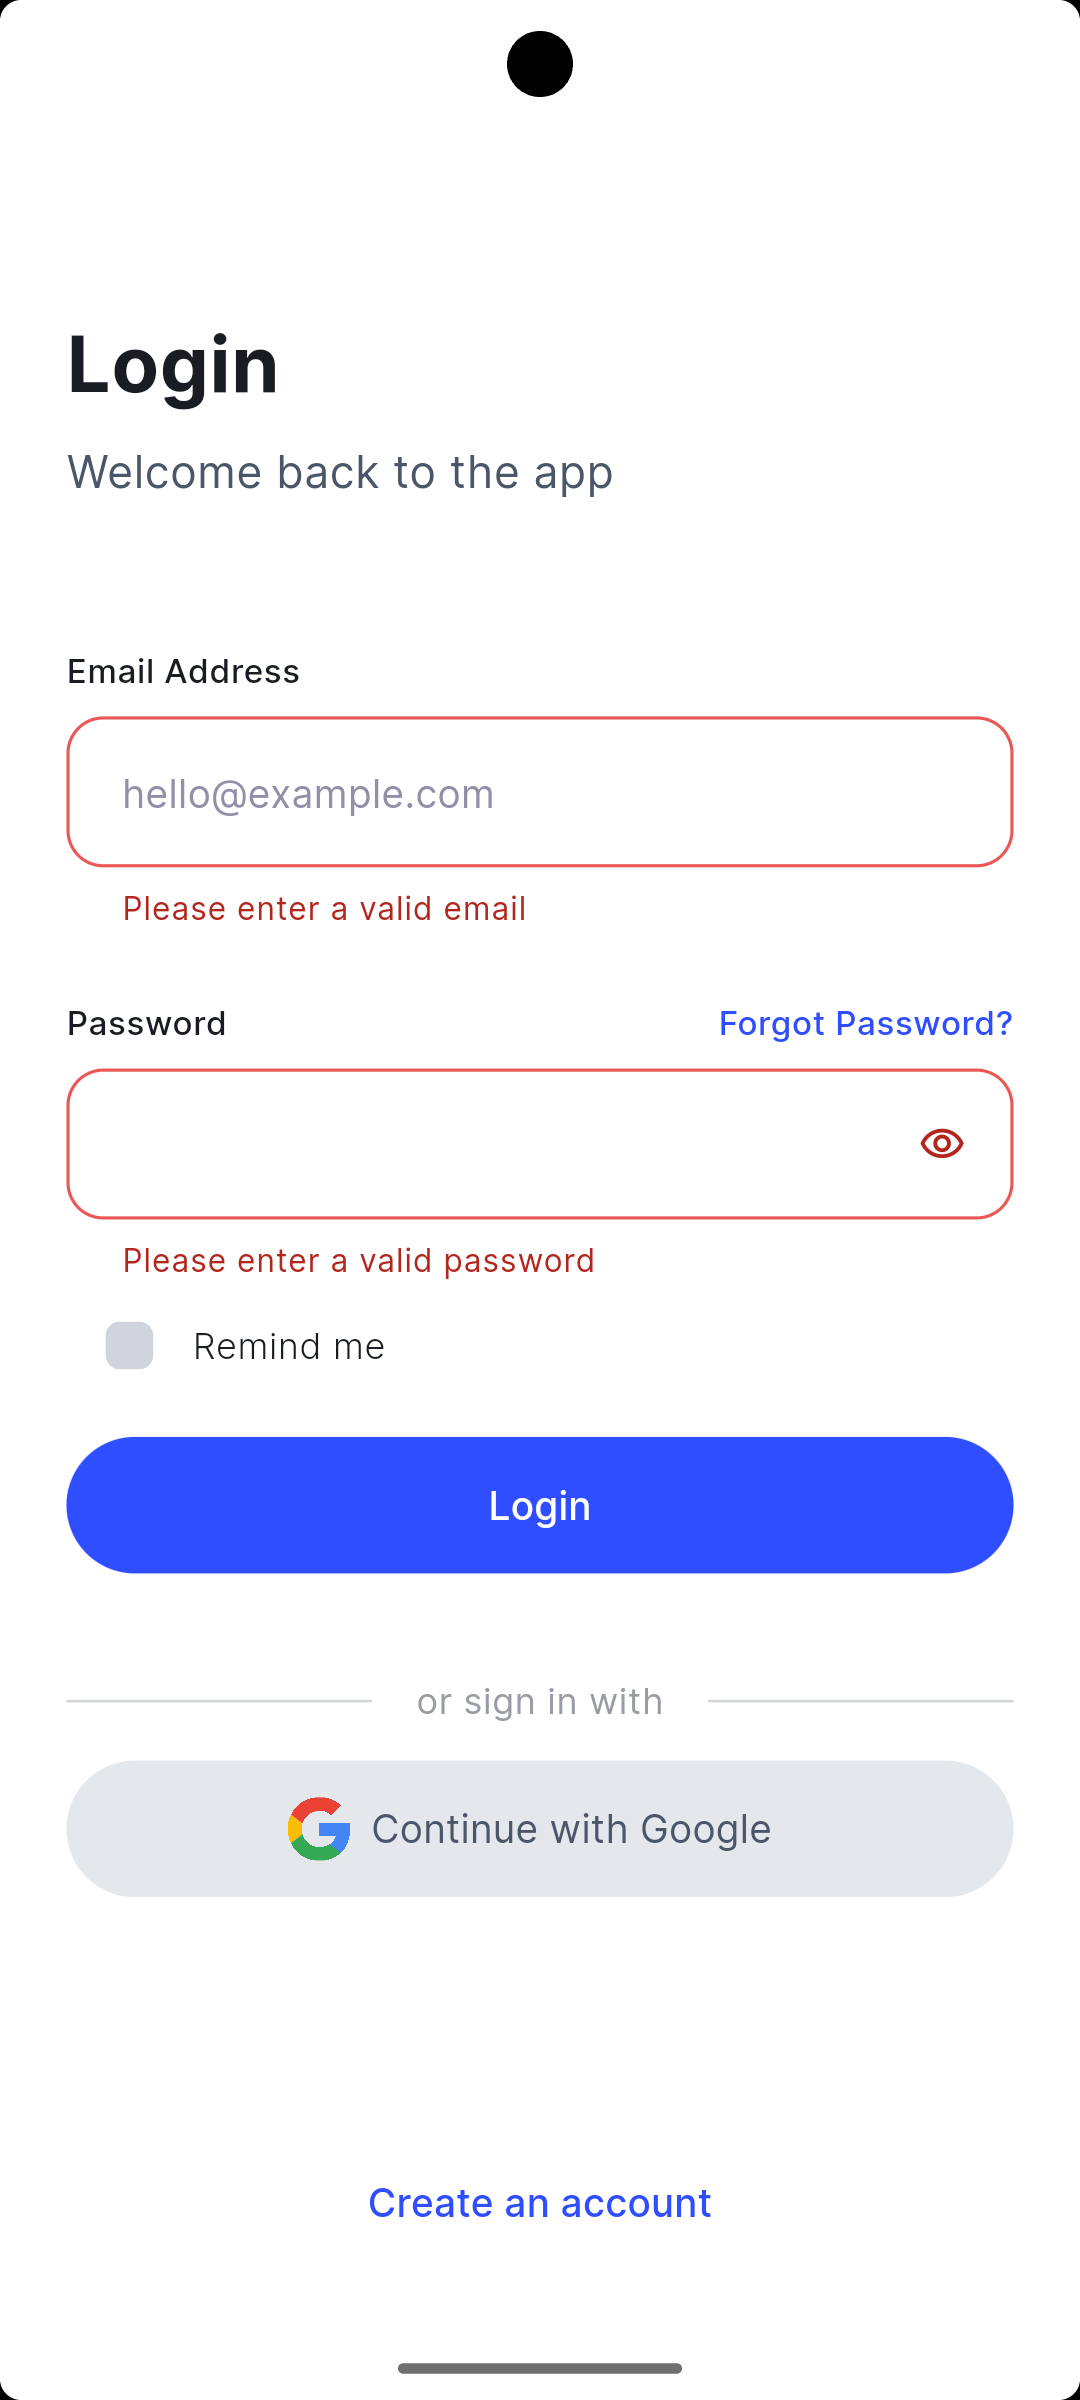 Login
Welcome back to the app
Email Address
hello@example.com
Please enter a valid email
Password
Forgot Password?
Please enter a valid password
Remind me
Login
or sign in with
Continue with Google
Create an account